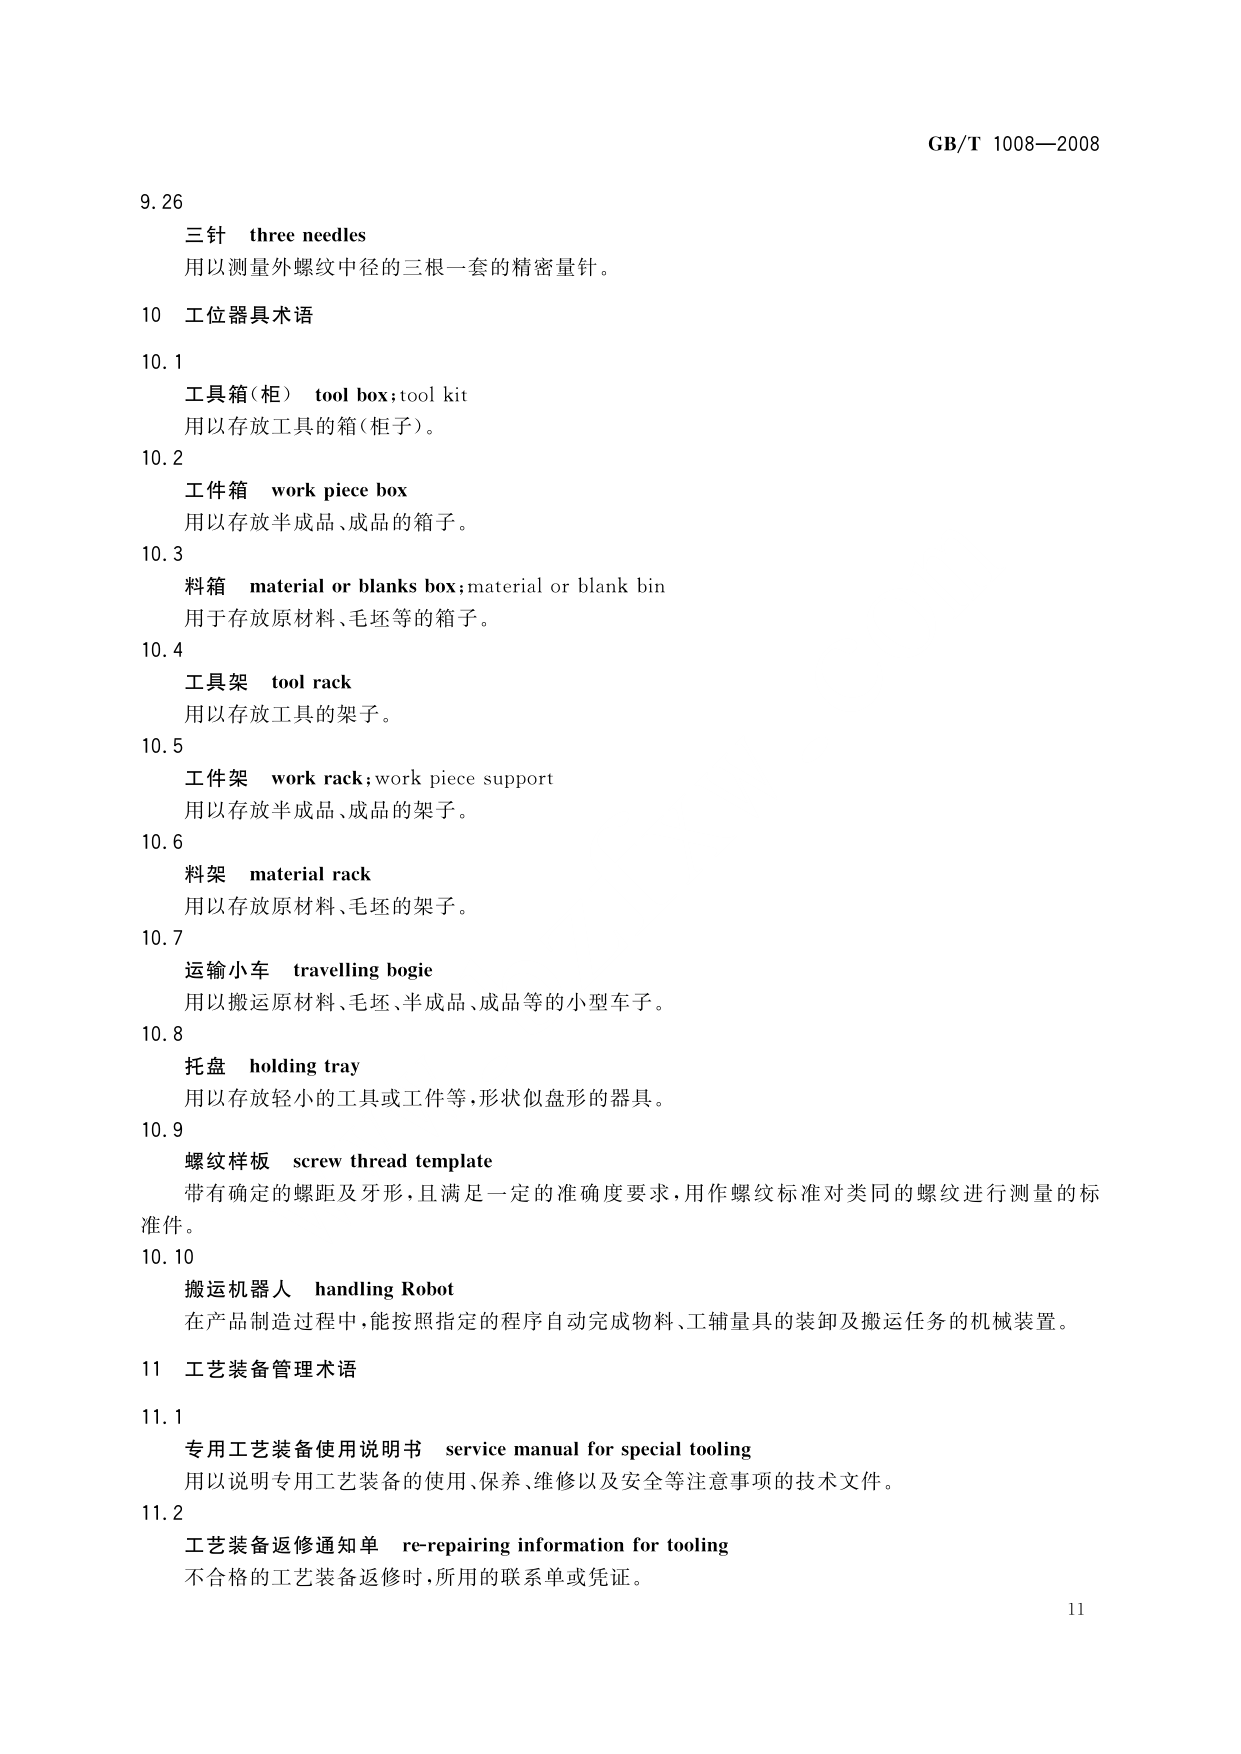 GB/T 1008—2008
9.26
三针 three needles
用以测量外螺纹中径的三根一套的精密量针。
10 工位器具术语
10.1
工具箱(柜) tool box;tool kit
用以存放工具的箱(柜子)。
10.2
工件箱 work piece box
用以存放半成品、成品的箱子。
10.3
料箱 material or blanks box;material or blank bin
用于存放原材料、毛坯等的箱子。
10.4
工具架 tool rack
用以存放工具的架子。
10.5
工件架 work rack;work piece support
用以存放半成品、成品的架子。
10.6
料架 material rack
用以存放原材料、毛坯的架子。
10.7
运输小车 travelling bogie
用以搬运原材料、毛坯、半成品、成品等的小型车子。
10.8
托盘 holding tray
用以存放轻小的工具或工件等,形状似盘形的器具。
10.9
螺纹样板 screw thread template
带有确定的螺距及牙形,且满足一定的准确度要求,用作螺纹标准对类同的螺纹进行测量的标
准件。
10.10
搬运机器人 handling Robot
在产品制造过程中,能按照指定的程序自动完成物料、工辅量具的装卸及搬运任务的机械装置。
11 工艺装备管理术语
11.1
专用工艺装备使用说明书 service manual for special tooling
用以说明专用工艺装备的使用、保养、维修以及安全等注意事项的技术文件。
11.2
工艺装备返修通知单 re-repairing information for tooling
不合格的工艺装备返修时,所用的联系单或凭证。
11